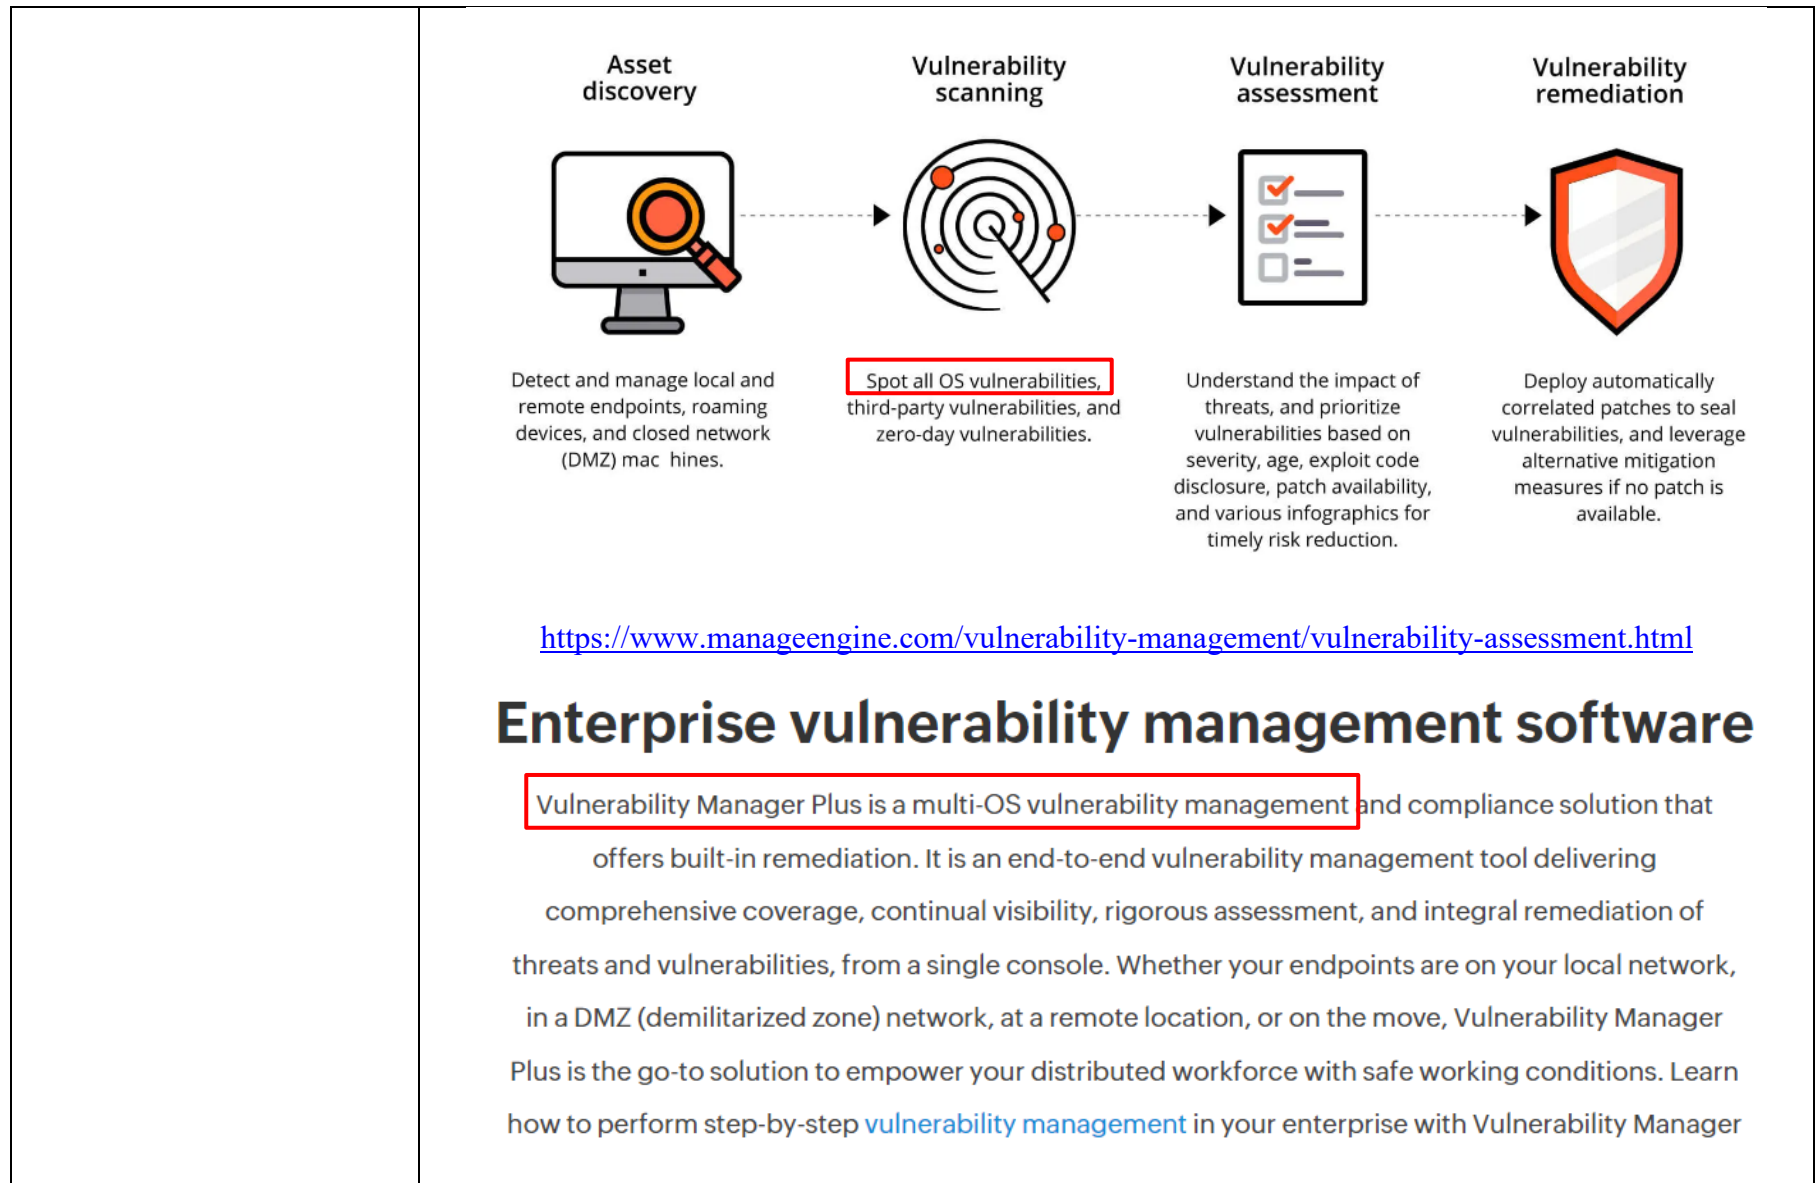 Asset
discovery
Vulnerability
scanning
Vulnerability
assessment
Vulnerability
remediation
Detect and manage local and
remote endpoints, roaming
devices, and closed network
(DMZ) mac hines.
Spot all OS vulnerabilities,
third-party vulnerabilities, and
zero-day vulnerabilities.
Understand the impact of
threats, and prioritize
vulnerabilities based on
severity, age, exploit code
disclosure, patch availability,
and various infographics for
timely risk reduction.
Deploy automatically
correlated patches to seal
vulnerabilities, and leverage
alternative mitigation
measures if no patch is
available.
https://www.manageengine.com/vulnerability-management/vulnerability-assessment.html
Enterprise vulnerability management software
Vulnerability Manager Plus is a multi-OS vulnerability management and compliance solution that
offers built-in remediation. It is an end-to-end vulnerability management tool delivering
comprehensive coverage, continual visibility, rigorous assessment, and integral remediation of
threats and vulnerabilities, from a single console. Whether your endpoints are on your local network,
in a DMZ (demilitarized zone) network, at a remote location, or on the move, Vulnerability Manager
Plus is the go-to solution to empower your distributed workforce with safe working conditions. Learn
how to perform step-by-step vulnerability management in your enterprise with Vulnerability Manager